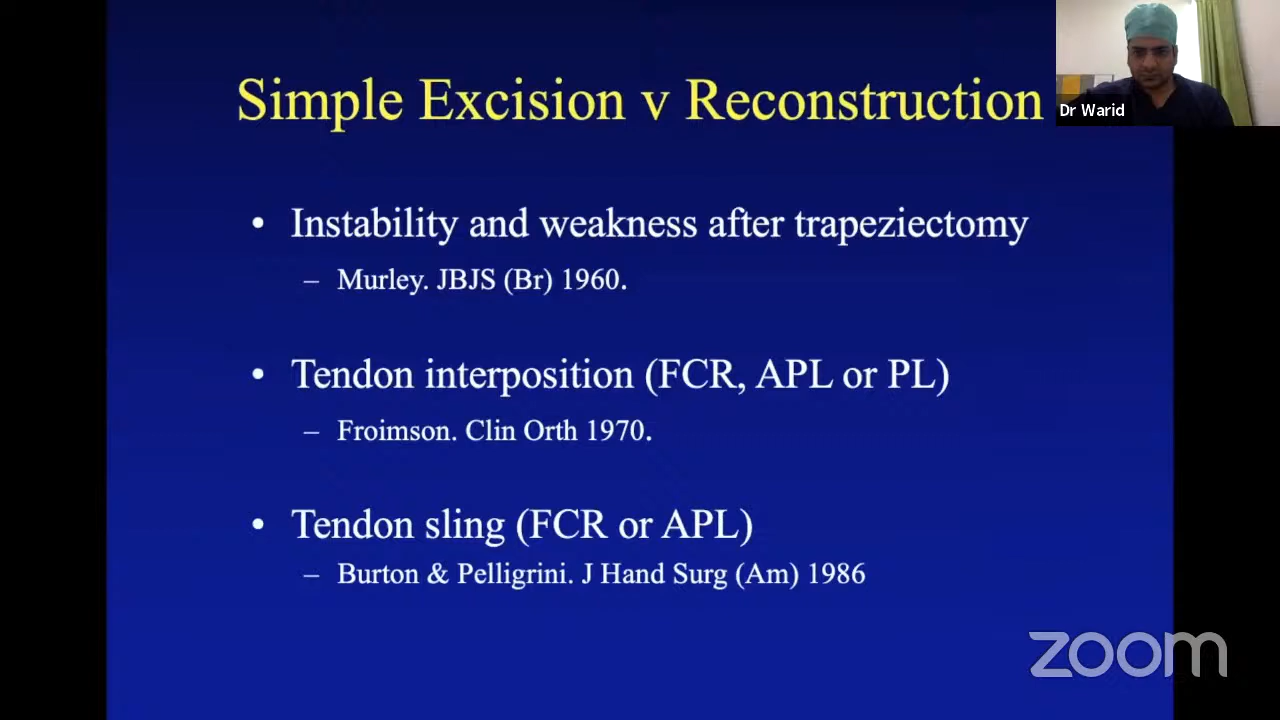 Simple Excision v Reconstruction
Dr Warid
• Instability and weakness after trapeziectomy
– Murley. JBJS (Br) 1960.
• Tendon interposition (FCR, APL or PL)
– Froimson. Clin Orth 1970.
• Tendon sling (FCR or APL)
– Burton & Pelligrini. J Hand Surg (Am) 1986
zoom